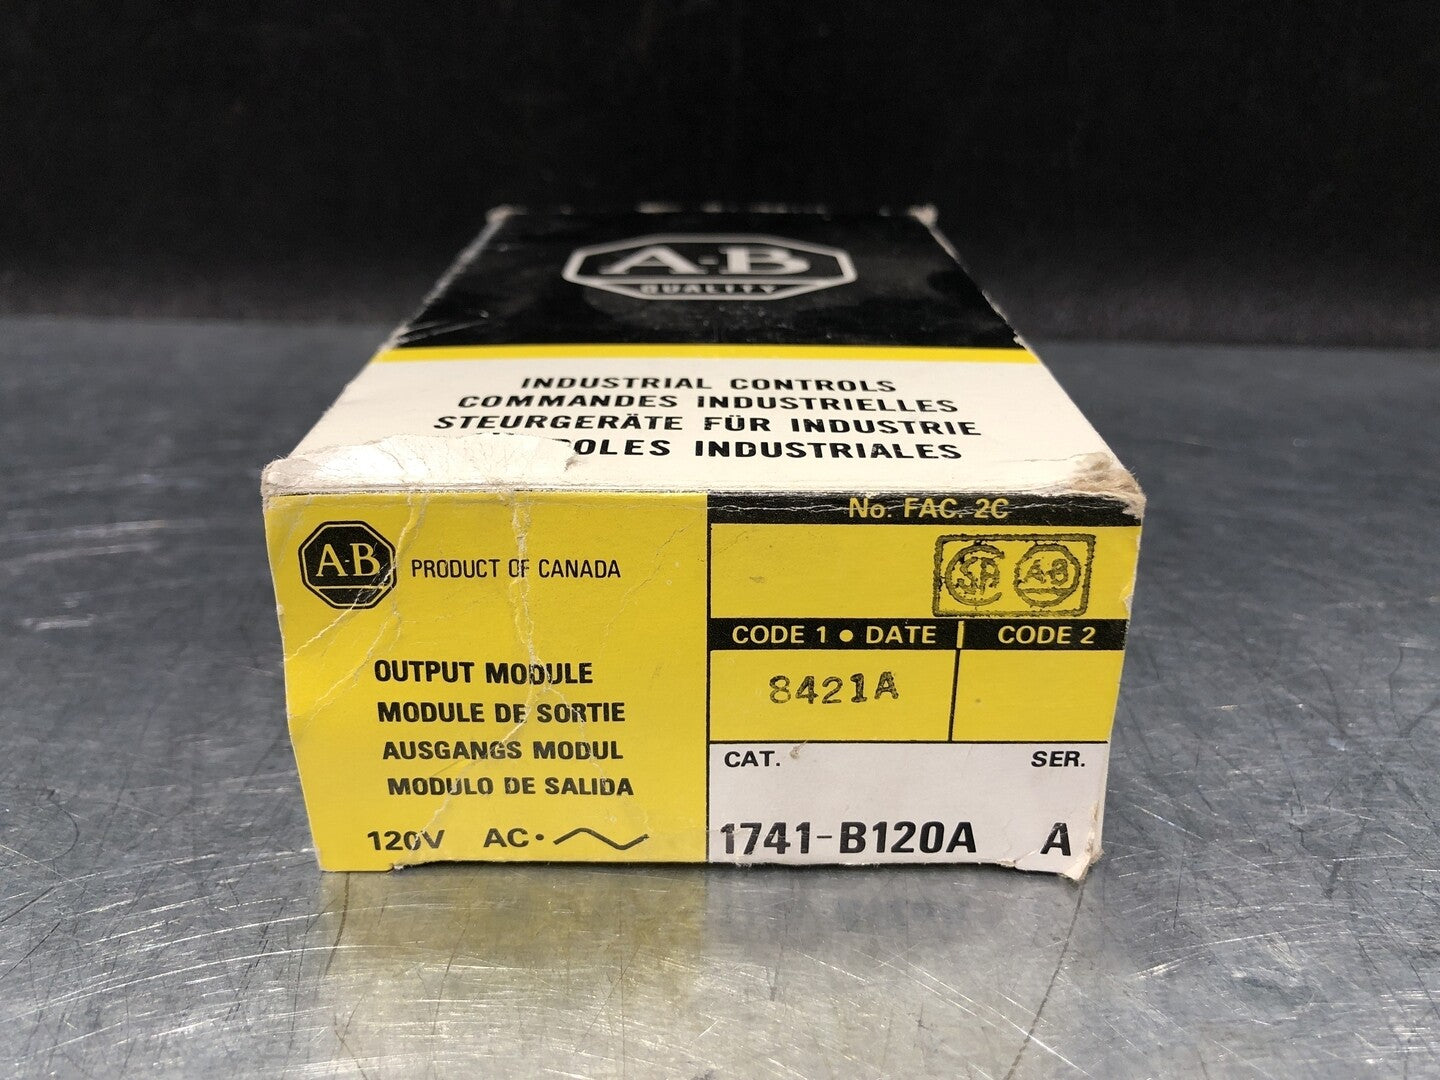 A·B
QUALITY
INDUSTRIAL CONTROLS
COMMANDES INDUSTRIELLES
STEUERGERÄTE FÜR INDUSTRIE
INDUSTRIALES
No. FAC. 2C
A·B PRODUCT OF CANADA
SA A·B
CODE 1 • DATE CODE 2
8421A
OUTPUT MODULE
MODULE DE SORTIE
AUSGANGS MODUL
MODULO DE SALIDA
120V AC·
CAT. SER.
1741-B120A A